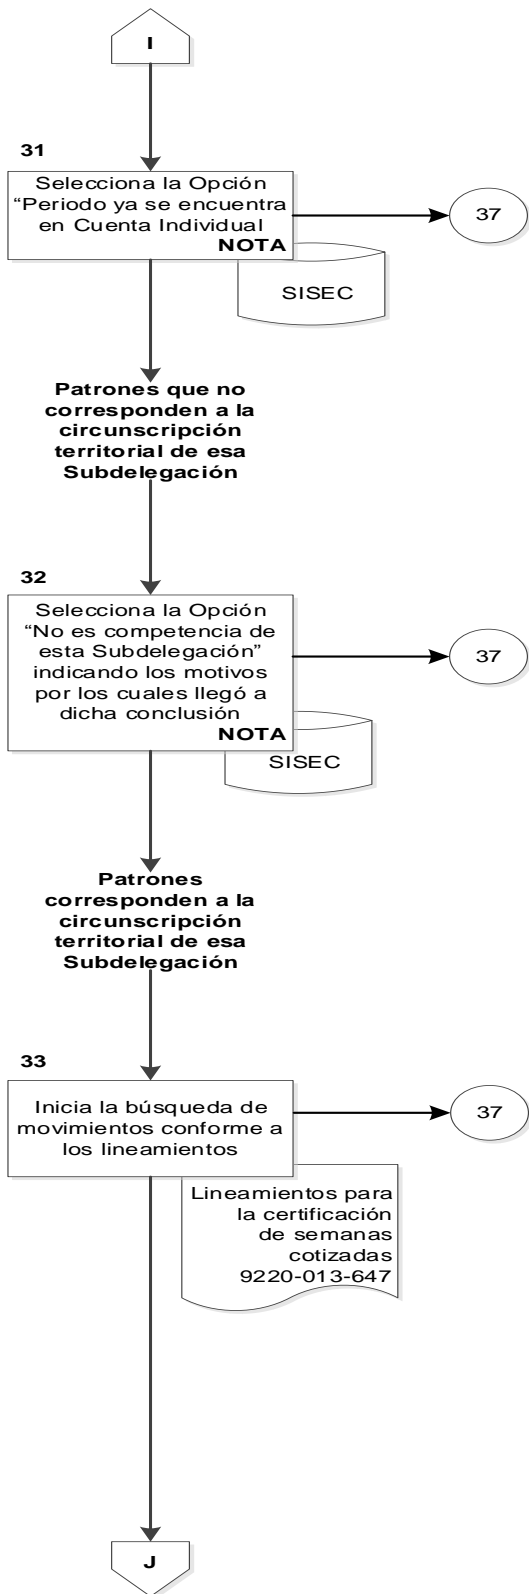 I
31
Selecciona la Opción
“Periodo ya se encuentra
en Cuenta Individual
NOTA
37
SISEC
Patrones que no
corresponden a la
circunscripción
territorial de esa
Subdelegación
32
Selecciona la Opción
“No es competencia de
esta Subdelegación”
indicando los motivos
por los cuales llegó a
dicha conclusión
NOTA
37
SISEC
Patrones
corresponden a la
circunscripción
territorial de esa
Subdelegación
33
Inicia la búsqueda de
movimientos conforme a
los lineamientos
37
Lineamientos para
la certificación
de semanas
cotizadas
9220-013-647
J